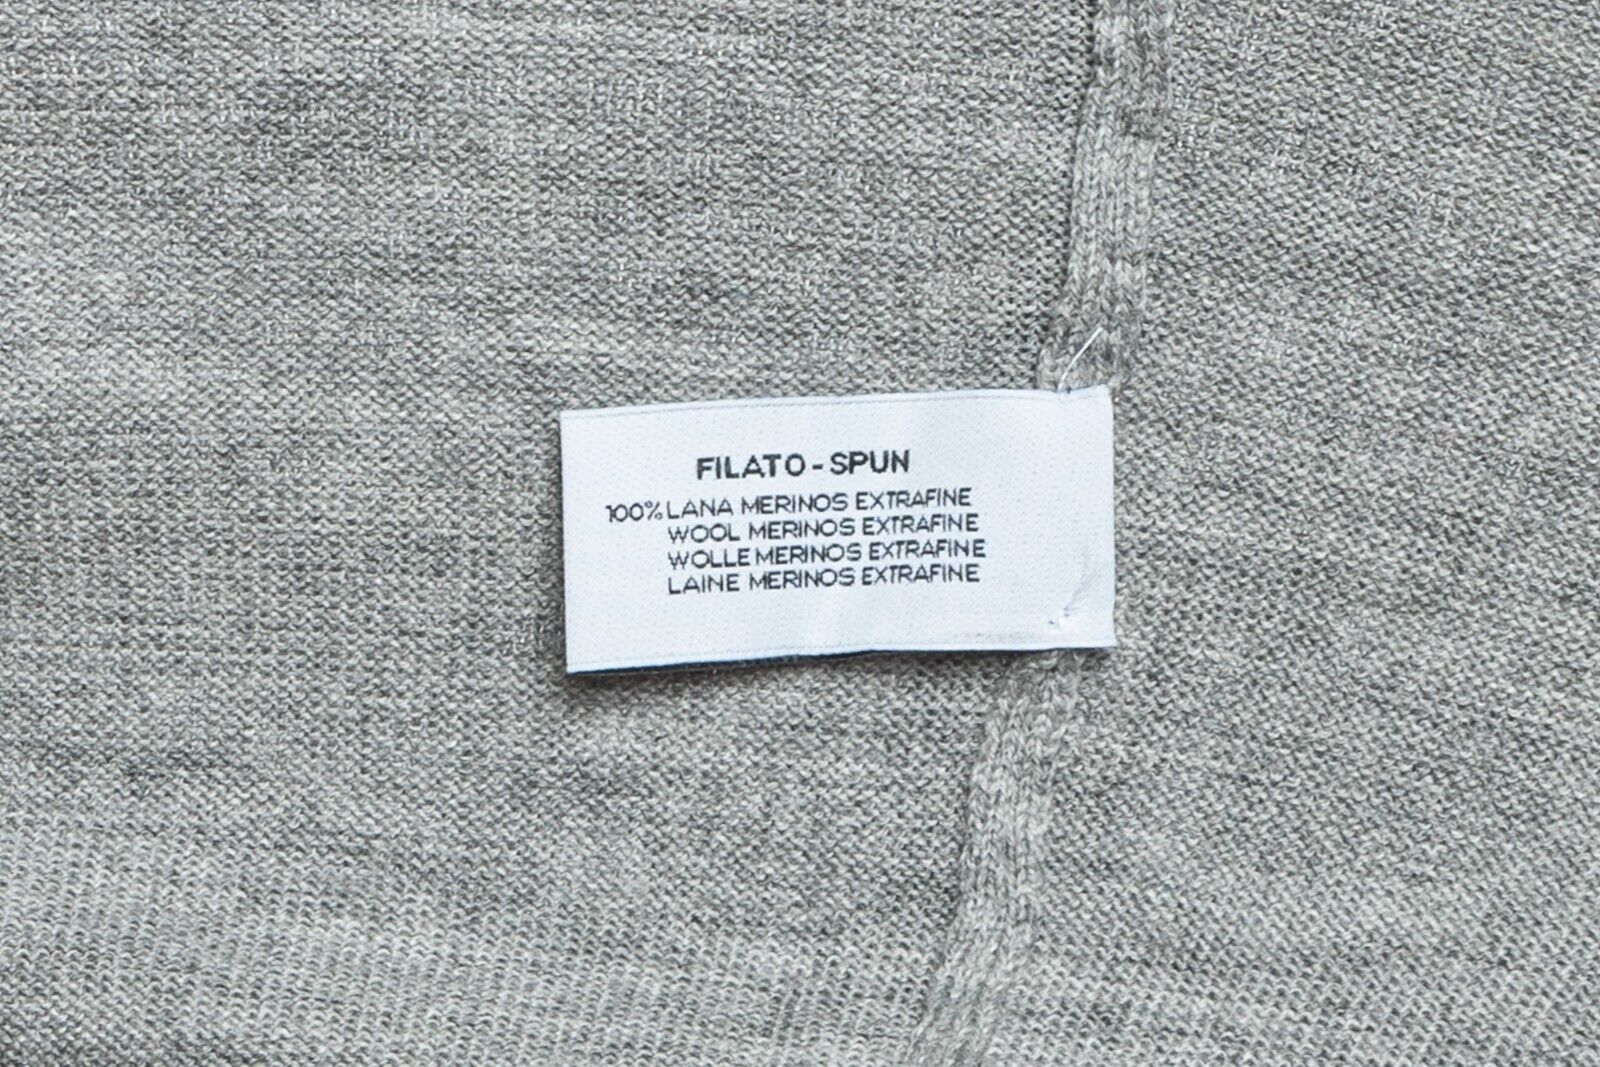 FILATO - SPUN
100% LANA MERINOS EXTRAFINE
WOOL MERINOS EXTRAFINE
WOLLE MERINOS EXTRAFINE
LAINE MERINOS EXTRAFINE